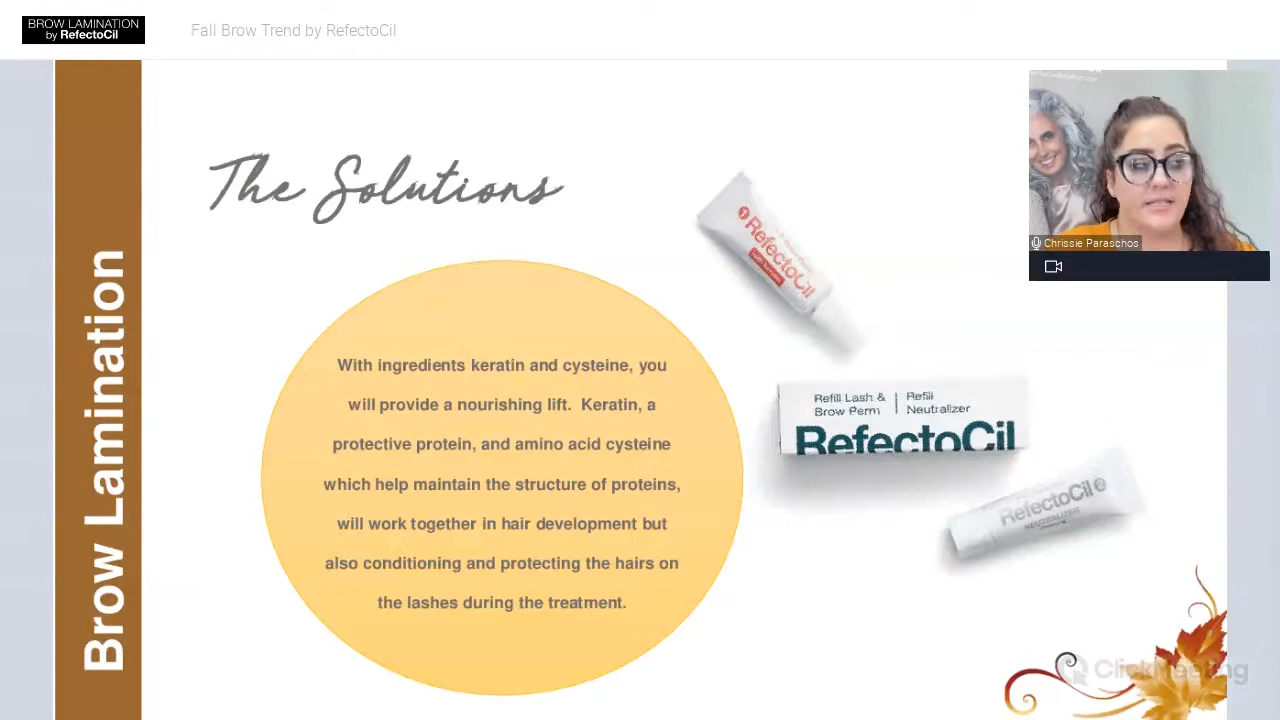 BROW LAMINATION
by RefectoCil
Fall Brow Trend by RefectoCil
Brow Lamination
The Solutions
With ingredients keratin and cysteine, you
will provide a nourishing lift.  Keratin, a
protective protein, and amino acid cysteine
which help maintain the structure of proteins,
will work together in hair development but
also conditioning and protecting the hairs on
the lashes during the treatment.
1
RefectoCil
Refill Lash &
Brow Perm
Refill
Neutralizer
RefectoCil
RefectoCil 2
NEUTRALIZER
Chrissie Paraschos
ClickMeeting